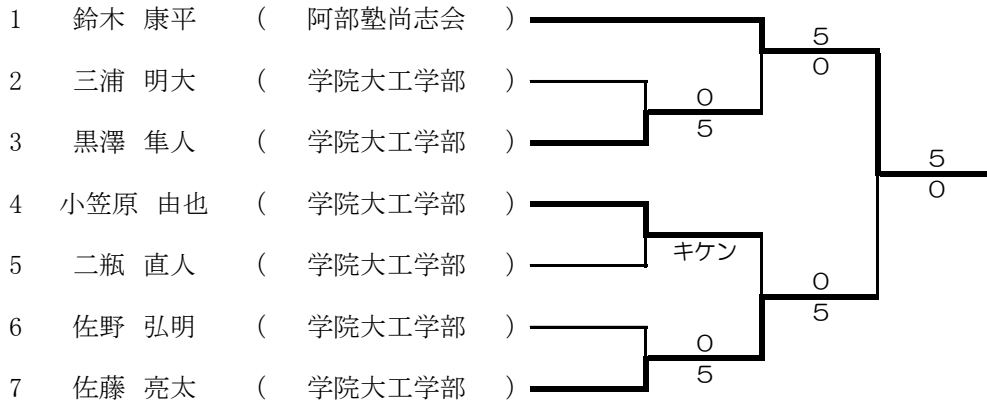 1 鈴木 康平 ( 阿部塾尚志会 )
5
0
2 三浦 明大 ( 学院大工学部 )
0
5
3 黒澤 隼人 ( 学院大工学部 )
5
0
4 小笠原 由也 ( 学院大工学部 )
キケン
5 二瓶 直人 ( 学院大工学部 )
0
5
6 佐野 弘明 ( 学院大工学部 )
0
5
7 佐藤 亮太 ( 学院大工学部 )